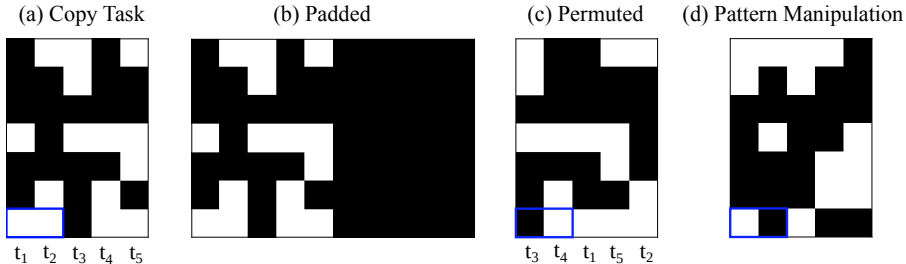 (a) Copy Task (b) Padded (c) Permuted (d) Pattern Manipulation
t₁ t₂ t₃ t₄ t₅ t₃ t₄ t₁ t₅ t₂